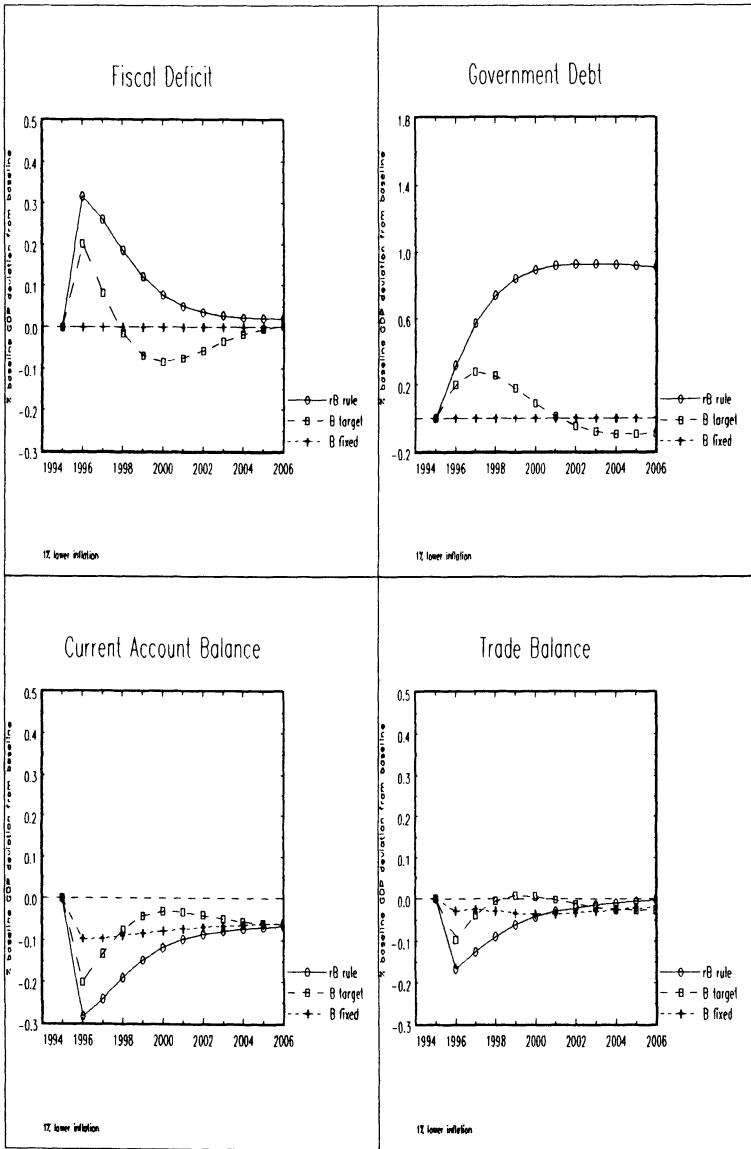 Fiscal Deficit
% baseline GDP deviation from baseline
0.5
0.4
0.3
0.2
0.1
0.0
-0.1
-0.2
-0.3
1994 1996 1998 2000 2002 2004 2006
rB rule
B target
B fixed
1% lower inflation
Government Debt
% baseline GDP deviation from baseline
1.8
1.4
1.0
0.6
0.2
-0.2
1994 1996 1998 2000 2002 2004 2006
rB rule
B target
B fixed
1% lower inflation
Current Account Balance
% baseline GDP deviation from baseline
0.5
0.4
0.3
0.2
0.1
0.0
-0.1
-0.2
-0.3
1994 1996 1998 2000 2002 2004 2006
rB rule
B target
B fixed
1% lower inflation
Trade Balance
% baseline GDP deviation from baseline
0.5
0.4
0.3
0.2
0.1
0.0
-0.1
-0.2
-0.3
1994 1996 1998 2000 2002 2004 2006
rB rule
B target
B fixed
1% lower inflation